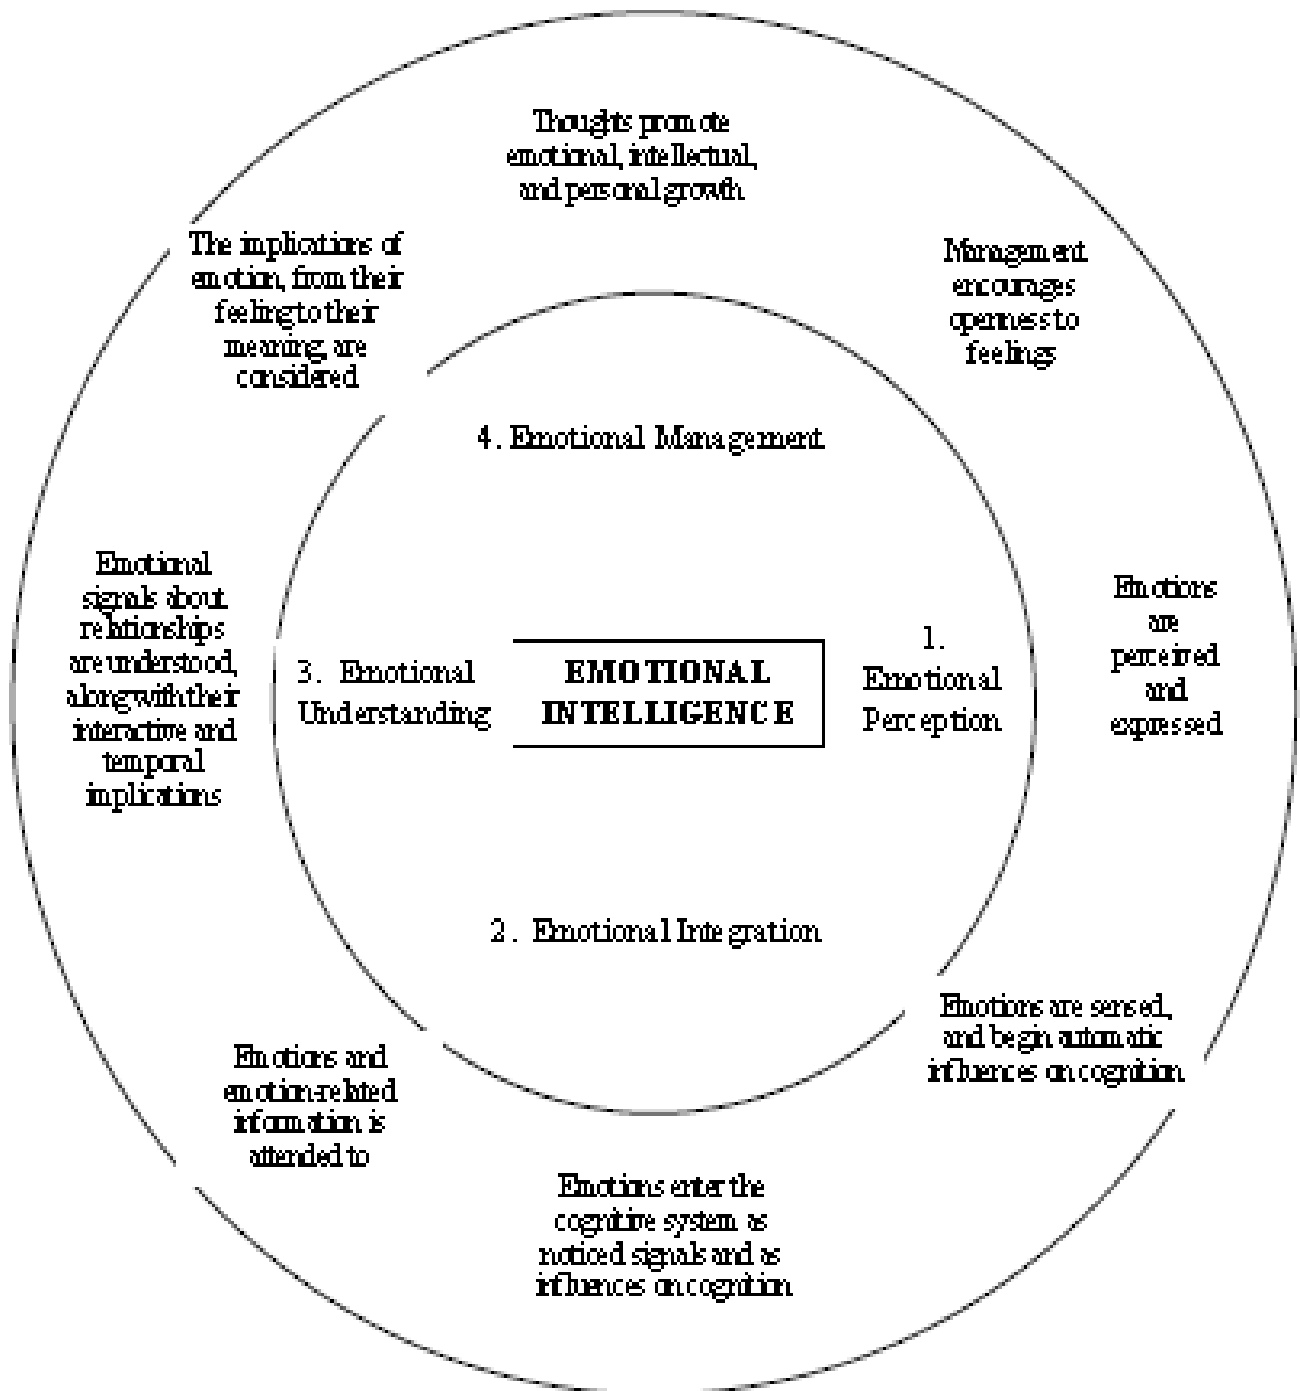 Thoughts promote
emotional, intellectual,
and personal growth
The implications of
emotion, from their
feeling to their
meaning, are
considered
Management
encourages
openness to
feelings
4. Emotional Management
Emotional
signals about
relationships
are understood,
along with their
interactive and
temporal
implications
3. Emotional
Understanding
EMOTIONAL
INTELLIGENCE
1.
Emotional
Perception
Emotions
are
perceived
and
expressed
2. Emotional Integration
Emotions are sensed,
and begin automatic
influences on cognition.
Emotions and
emotion-related
information is
attended to
Emotions enter the
cognitive system as
noticed signals and as
influences on cognition